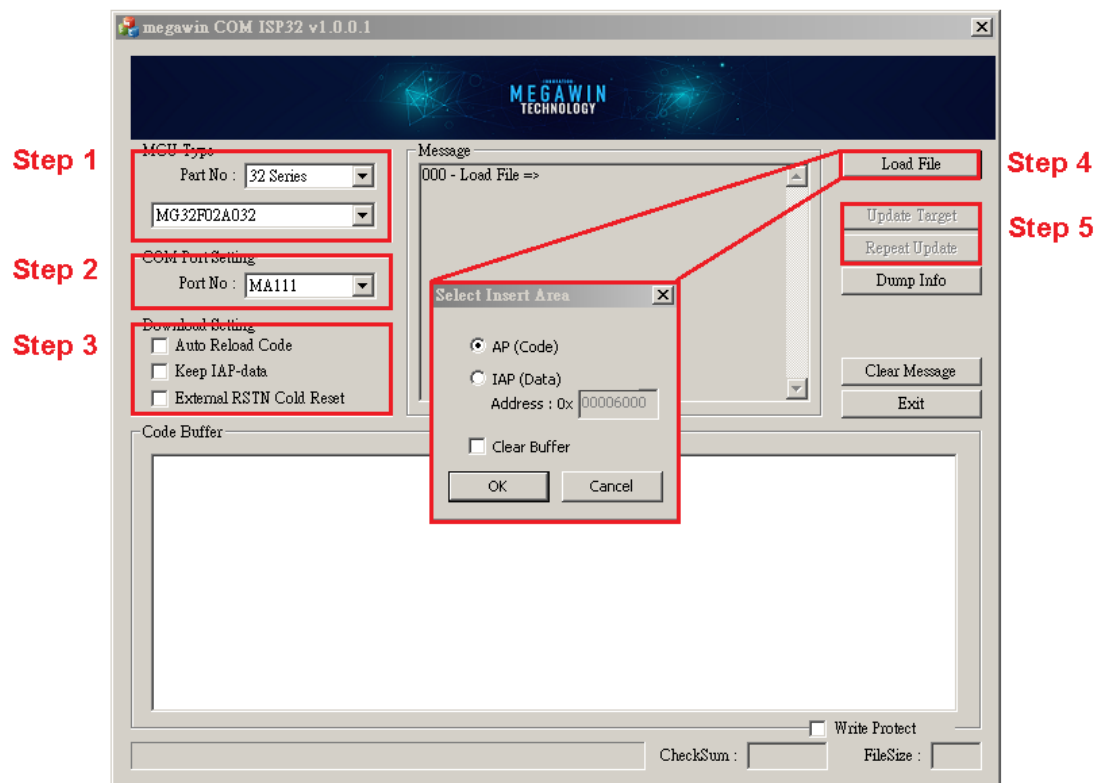 megawin COM ISP32 v1.0.0.1
MEGAWIN
TECHNOLOGY
Step 1
MCU Type
Part No : 32 Series
MG32F02A032
Step 2
COM Port Setting
Port No : MA111
Step 3
Download Setting
Auto Reload Code
Keep IAP-data
External RSTN Cold Reset
Message
000 - Load File =>
Select Insert Area
AP (Code)
IAP (Data)
Address : 0x 00006000
Clear Buffer
OK
Cancel
Load File
Step 4
Update Target
Repeat Update
Step 5
Dump Info
Clear Message
Exit
Code Buffer
Write Protect
CheckSum :
FileSize :